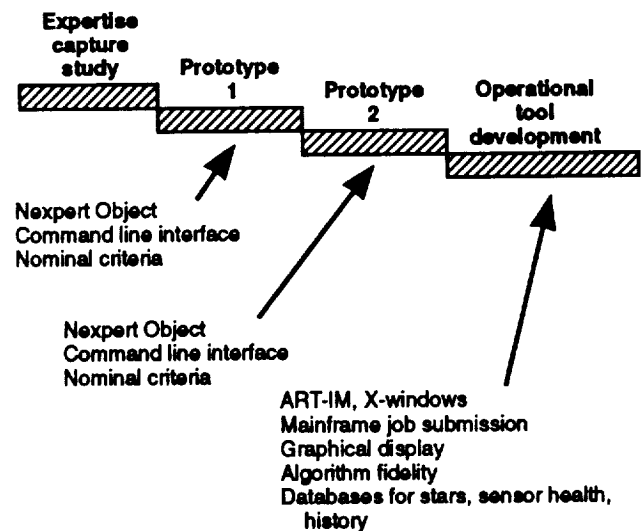 Expertise
capture
study
Prototype
1
Prototype
2
Operational
tool
development
Nexpert Object
Command line interface
Nominal criteria
Nexpert Object
Command line interface
Nominal criteria
ART-IM, X-windows
Mainframe job submission
Graphical display
Algorithm fidelity
Databases for stars, sensor health,
history